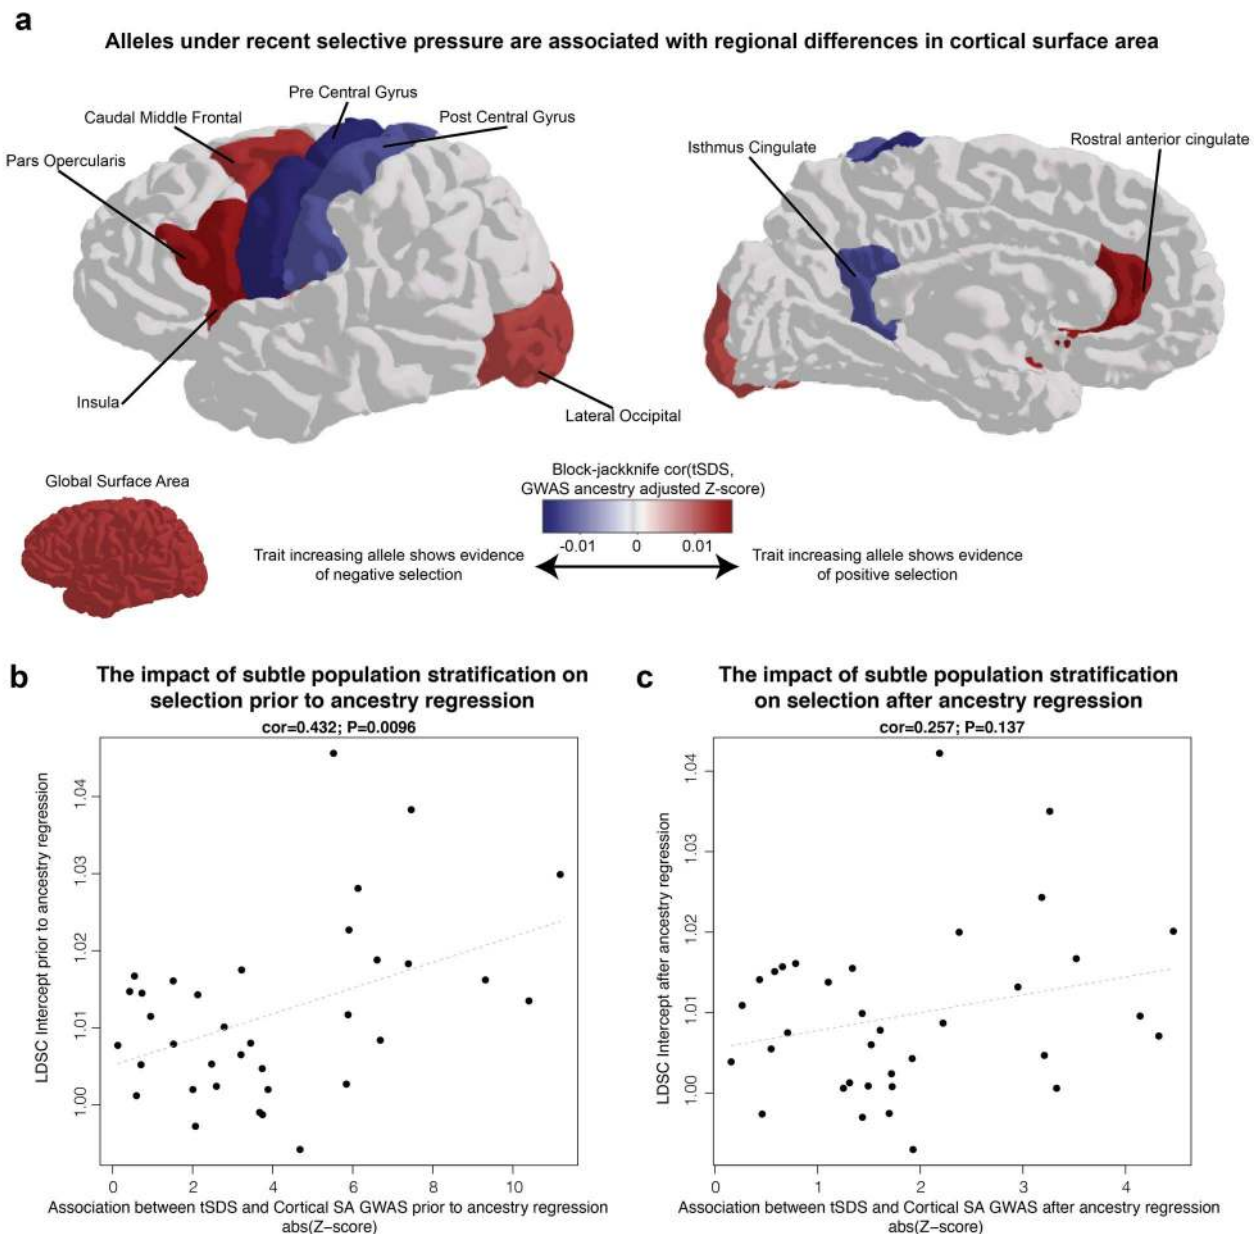 a
Alleles under recent selective pressure are associated with regional differences in cortical surface area
Pre Central Gyrus
Caudal Middle Frontal
Post Central Gyrus
Pars Opercularis
Isthmus Cingulate
Rostral anterior cingulate
Insula
Lateral Occipital
Global Surface Area
Block-jackknife cor(tSDS,
GWAS ancestry adjusted Z-score)
-0.01 0 0.01
Trait increasing allele shows evidence
of negative selection
Trait increasing allele shows evidence
of positive selection
b
The impact of subtle population stratification on
selection prior to ancestry regression
cor=0.432; P=0.0096
LDSC Intercept prior to ancestry regression
1.04
1.03
1.02
1.01
1.00
0 2 4 6 8 10
Association between tSDS and Cortical SA GWAS prior to ancestry regression
abs(Z-score)
c
The impact of subtle population stratification
on selection after ancestry regression
cor=0.257; P=0.137
LDSC Intercept after ancestry regression
1.04
1.03
1.02
1.01
1.00
0 1 2 3 4
Association between tSDS and Cortical SA GWAS after ancestry regression
abs(Z-score)